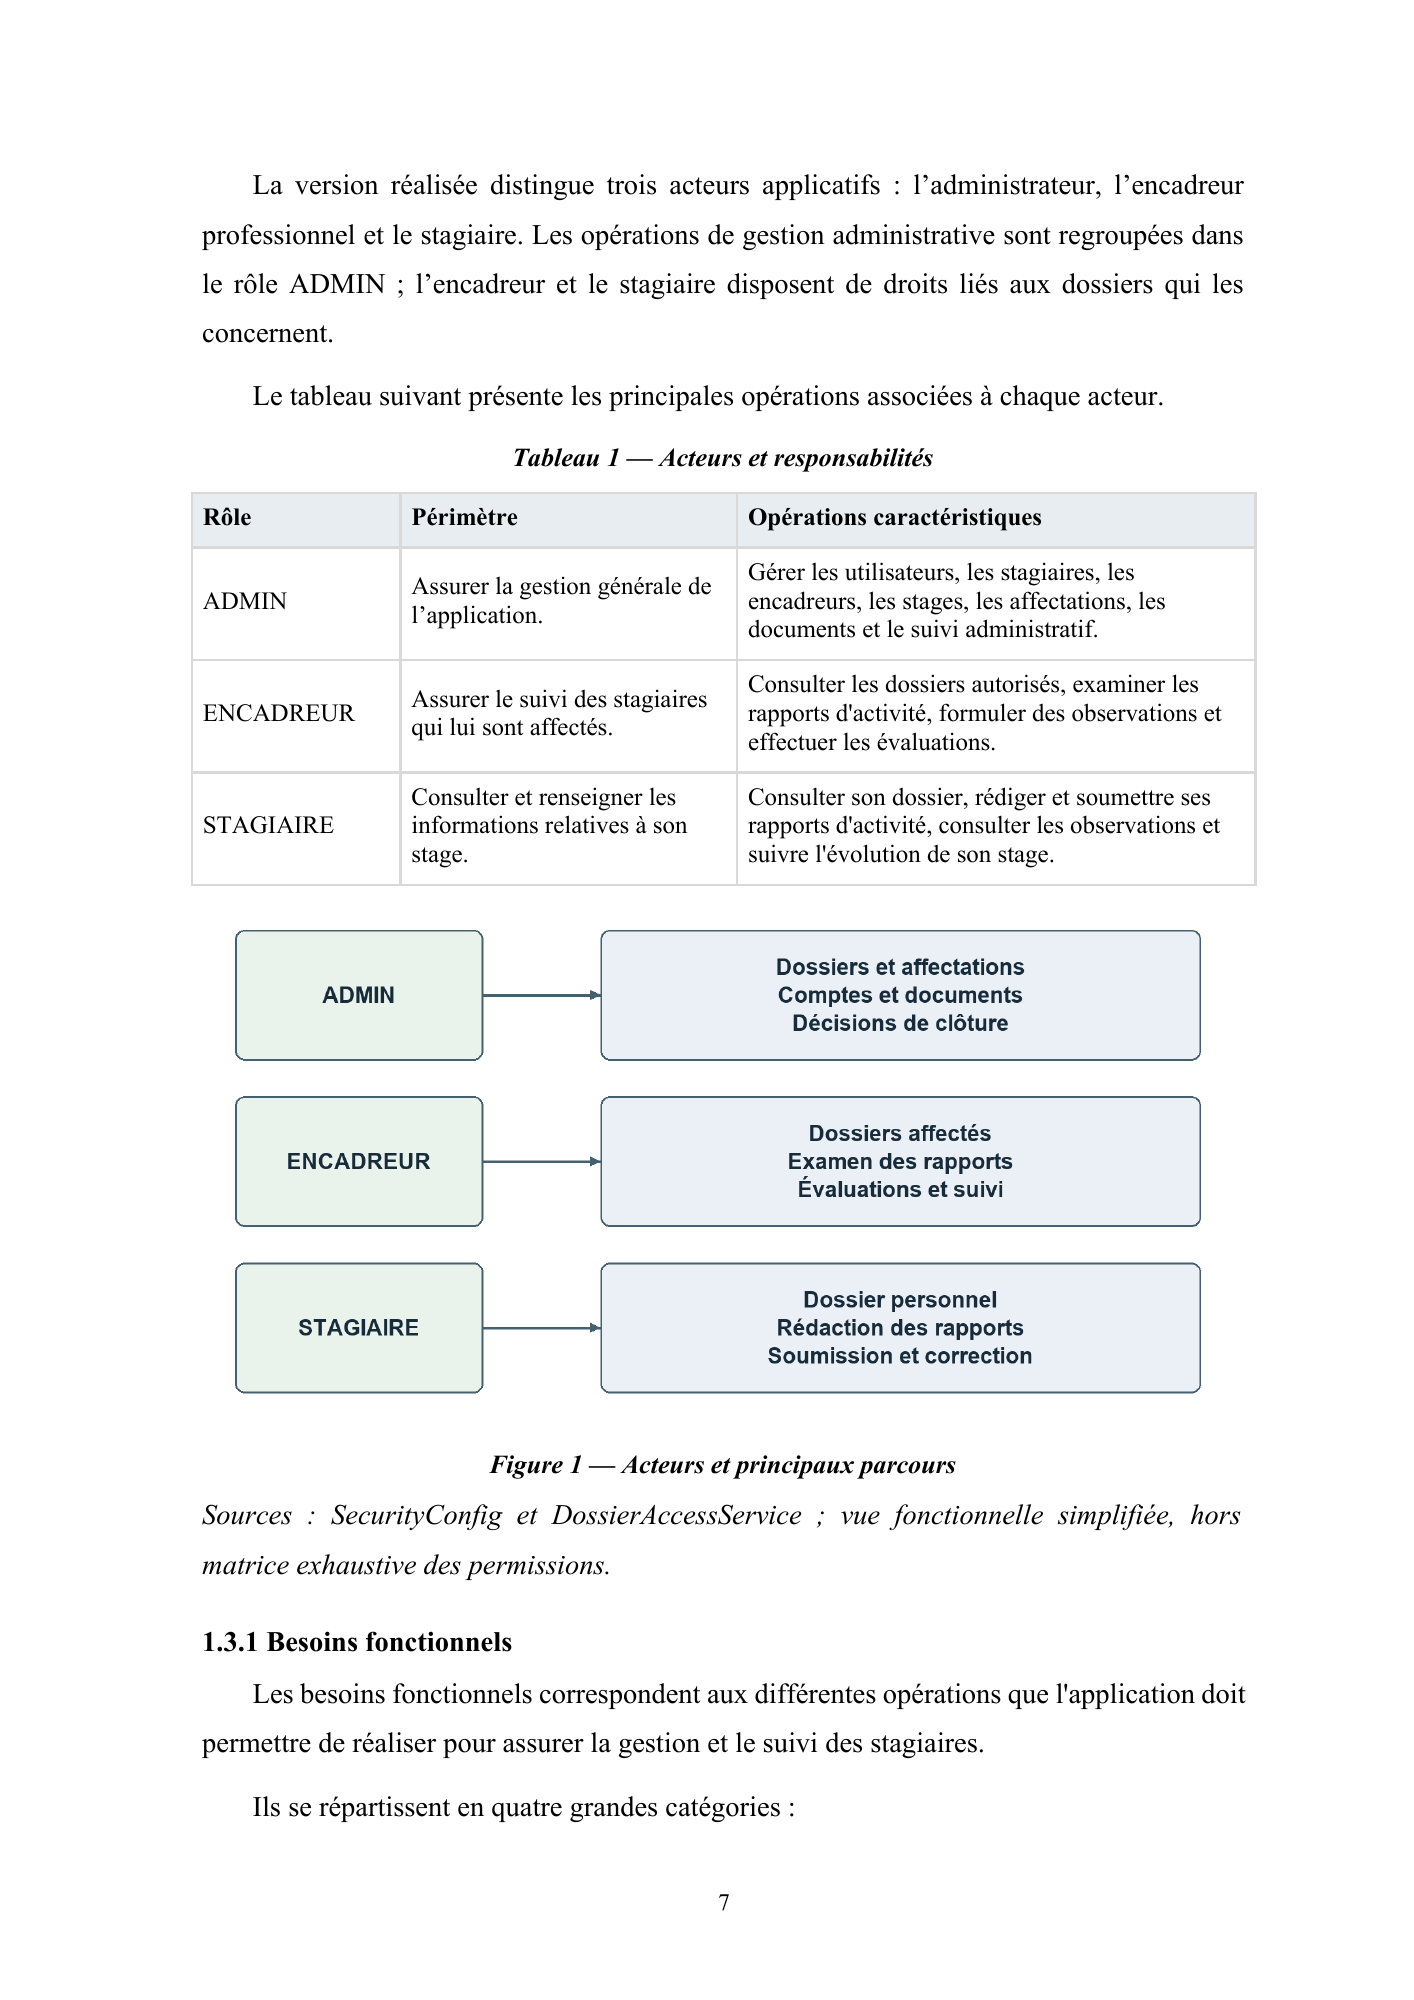 La version réalisée distingue trois acteurs applicatifs : l’administrateur, l’encadreur
professionnel et le stagiaire. Les opérations de gestion administrative sont regroupées dans
le rôle ADMIN ; l’encadreur et le stagiaire disposent de droits liés aux dossiers qui les
concernent.
Le tableau suivant présente les principales opérations associées à chaque acteur.
Tableau 1 — Acteurs et responsabilités
Rôle
Périmètre
Opérations caractéristiques
ADMIN
Assurer la gestion générale de
l’application.
Gérer les utilisateurs, les stagiaires, les
encadreurs, les stages, les affectations, les
documents et le suivi administratif.
ENCADREUR
Assurer le suivi des stagiaires
qui lui sont affectés.
Consulter les dossiers autorisés, examiner les
rapports d'activité, formuler des observations et
effectuer les évaluations.
STAGIAIRE
Consulter et renseigner les
informations relatives à son
stage.
Consulter son dossier, rédiger et soumettre ses
rapports d'activité, consulter les observations et
suivre l'évolution de son stage.
ADMIN
Dossiers et affectations
Comptes et documents
Décisions de clôture
ENCADREUR
Dossiers affectés
Examen des rapports
Évaluations et suivi
STAGIAIRE
Dossier personnel
Rédaction des rapports
Soumission et correction
Figure 1 — Acteurs et principaux parcours
Sources : SecurityConfig et DossierAccessService ; vue fonctionnelle simplifiée, hors
matrice exhaustive des permissions.
1.3.1 Besoins fonctionnels
Les besoins fonctionnels correspondent aux différentes opérations que l'application doit
permettre de réaliser pour assurer la gestion et le suivi des stagiaires.
Ils se répartissent en quatre grandes catégories :
7